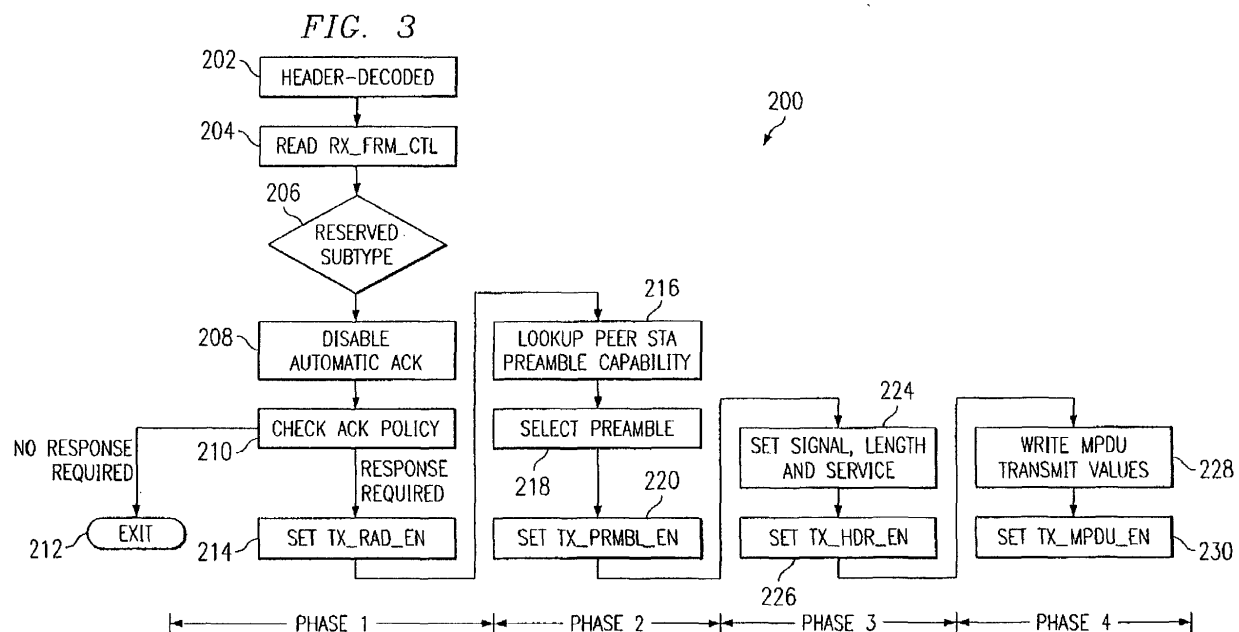 FIG. 3
202
HEADER-DECODED
200
204
READ RX_FRM_CTL
206
RESERVED
SUBTYPE
208
DISABLE
AUTOMATIC ACK
210
CHECK ACK POLICY
NO RESPONSE
REQUIRED
RESPONSE
REQUIRED
212
EXIT
214
SET TX_RAD_EN
216
LOOKUP PEER STA
PREAMBLE CAPABILITY
SELECT PREAMBLE
218
220
SET TX_PRMBL_EN
224
SET SIGNAL, LENGTH
AND SERVICE
SET TX_HDR_EN
226
WRITE MPDU
TRANSMIT VALUES
228
SET TX_MPDU_EN
230
PHASE 1
PHASE 2
PHASE 3
PHASE 4